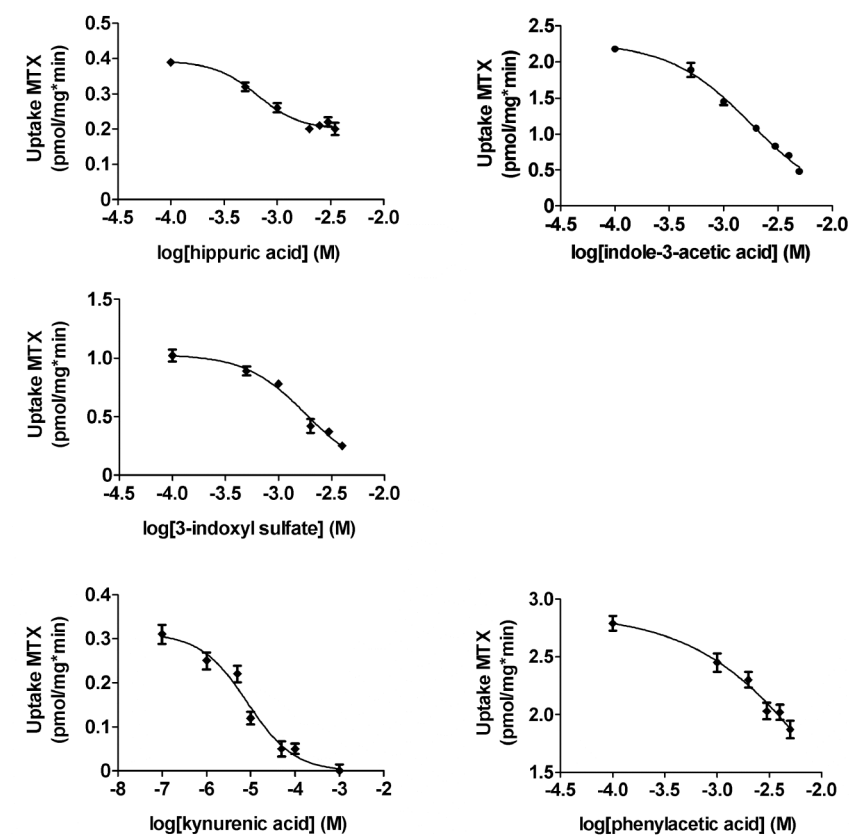 Uptake MTX
(pmol/mg*min)
0.5
0.4
0.3
0.2
0.1
0
-4.5 -4.0 -3.5 -3.0 -2.5 -2.0
log[hippuric acid] (M)
Uptake MTX
(pmol/mg*min)
2.5
2.0
1.5
1.0
0.5
0
-4.5 -4.0 -3.5 -3.0 -2.5 -2.0
log[indole-3-acetic acid] (M)
Uptake MTX
(pmol/mg*min)
1.5
1.0
0.5
0
-4.5 -4.0 -3.5 -3.0 -2.5 -2.0
log[3-indoxyl sulfate] (M)
Uptake MTX
(pmol/mg*min)
0.4
0.3
0.2
0.1
0
-8 -7 -6 -5 -4 -3 -2
log[kynurenic acid] (M)
Uptake MTX
(pmol/mg*min)
3.0
2.5
2.0
1.5
-4.5 -4.0 -3.5 -3.0 -2.5 -2.0
log[phenylacetic acid] (M)